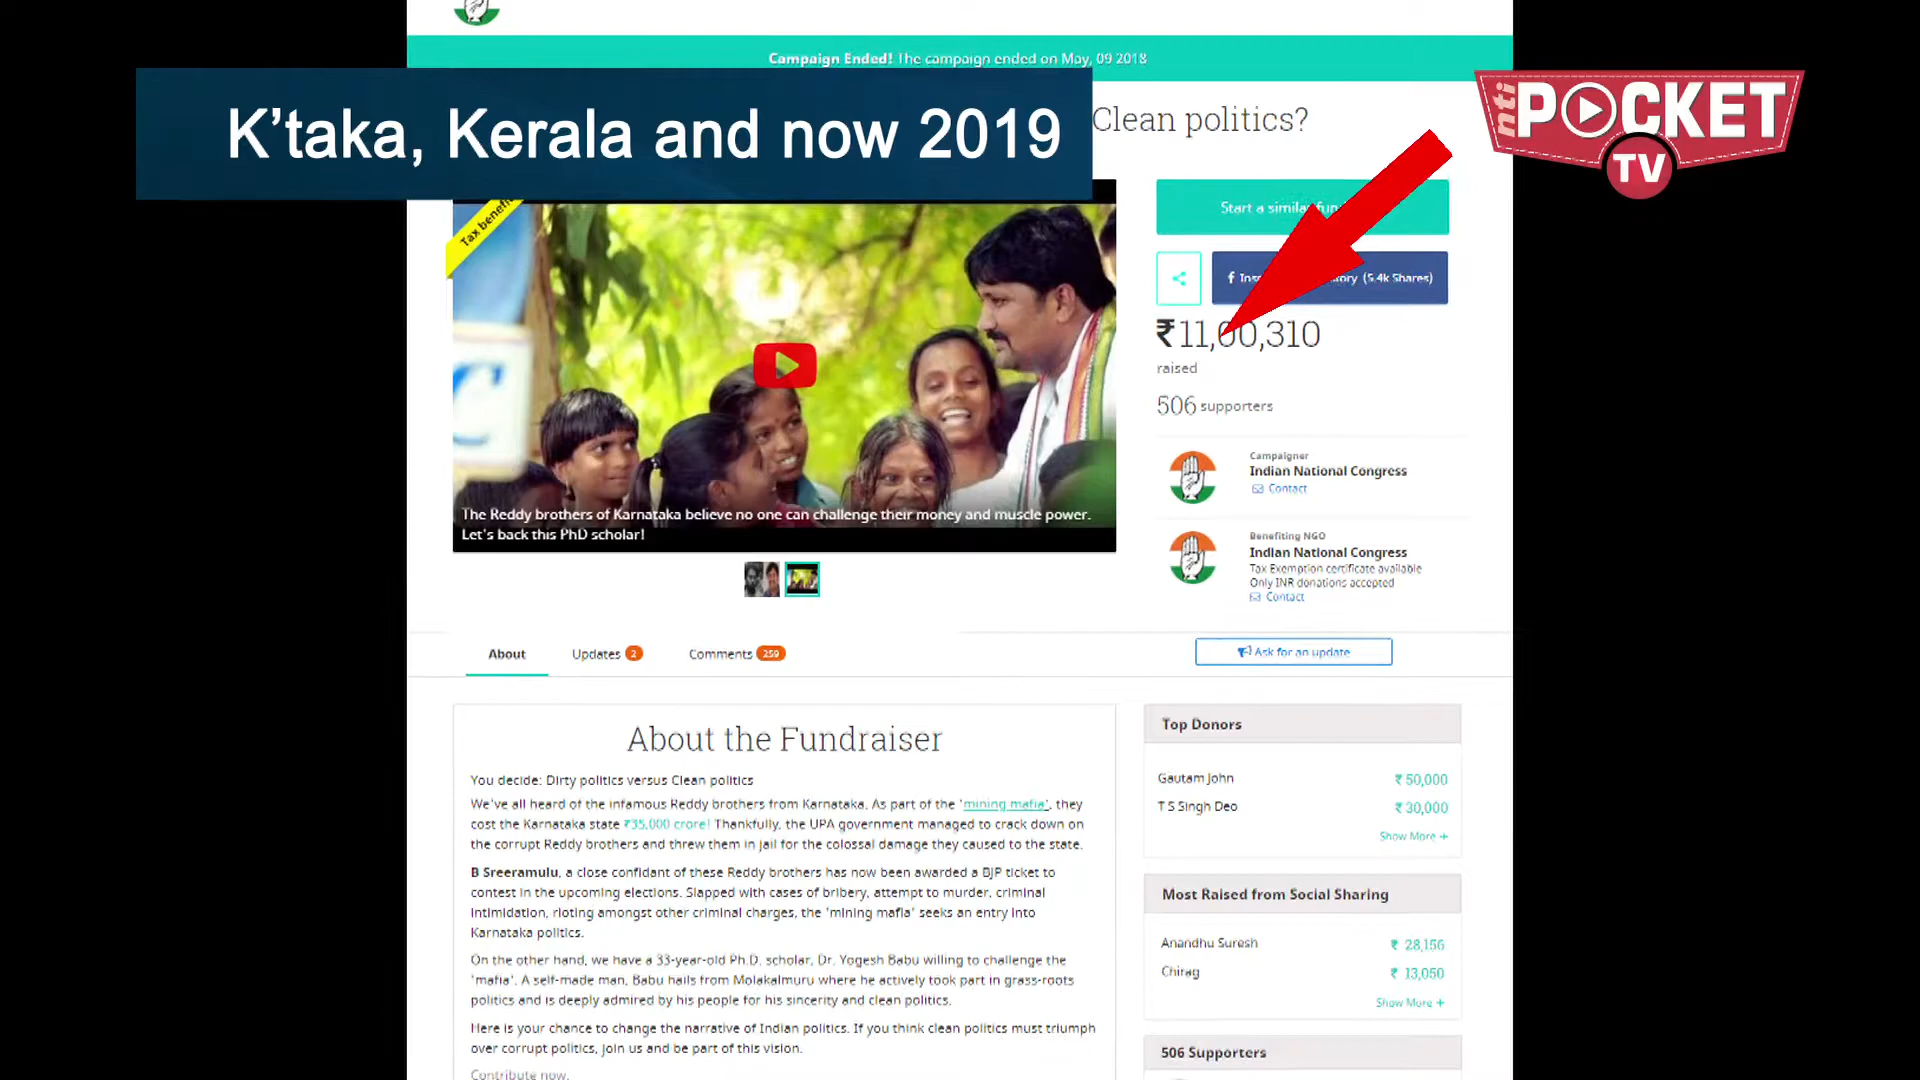 Campaign Ended! The campaign ended on May, 09 2018
K'taka, Kerala and now 2019
Clean politics?
nti
POCKET
TV
Tax benefi
Start a similar fun
f Ins ory (5.4k Shares)
₹11,00,310
raised
506 supporters
The Reddy brothers of Karnataka believe no one can challenge their money and muscle power.
Let's back this PhD scholar!
Campaigner
Indian National Congress
Contact
Benefiting NGO
Indian National Congress
Tax Exemption certificate available
Only INR donations accepted
Contact
About Updates 2 Comments 259
Ask for an update
About the Fundraiser
You decide: Dirty politics versus Clean politics
We've all heard of the infamous Reddy brothers from Karnataka. As part of the 'mining mafia', they
cost the Karnataka state ₹35,000 crore! Thankfully, the UPA government managed to crack down on
the corrupt Reddy brothers and threw them in jail for the colossal damage they caused to the state.
B Sreeramulu, a close confidant of these Reddy brothers has now been awarded a BJP ticket to
contest in the upcoming elections. Slapped with cases of bribery, attempt to murder, criminal
intimidation, rioting amongst other criminal charges, the 'mining mafia' seeks an entry into
Karnataka politics.
On the other hand, we have a 33-year-old Ph.D. scholar, Dr. Yogesh Babu willing to challenge the
'mafia'. A self-made man, Babu hails from Molakalmuru where he actively took part in grass-roots
politics and is deeply admired by his people for his sincerity and clean politics.
Here is your chance to change the narrative of Indian politics. If you think clean politics must triumph
over corrupt politics, join us and be part of this vision.
Contribute now.
Top Donors
Gautam John ₹ 50,000
T S Singh Deo ₹ 30,000
Show More +
Most Raised from Social Sharing
Anandhu Suresh ₹ 28,156
Chirag ₹ 13,050
Show More +
506 Supporters